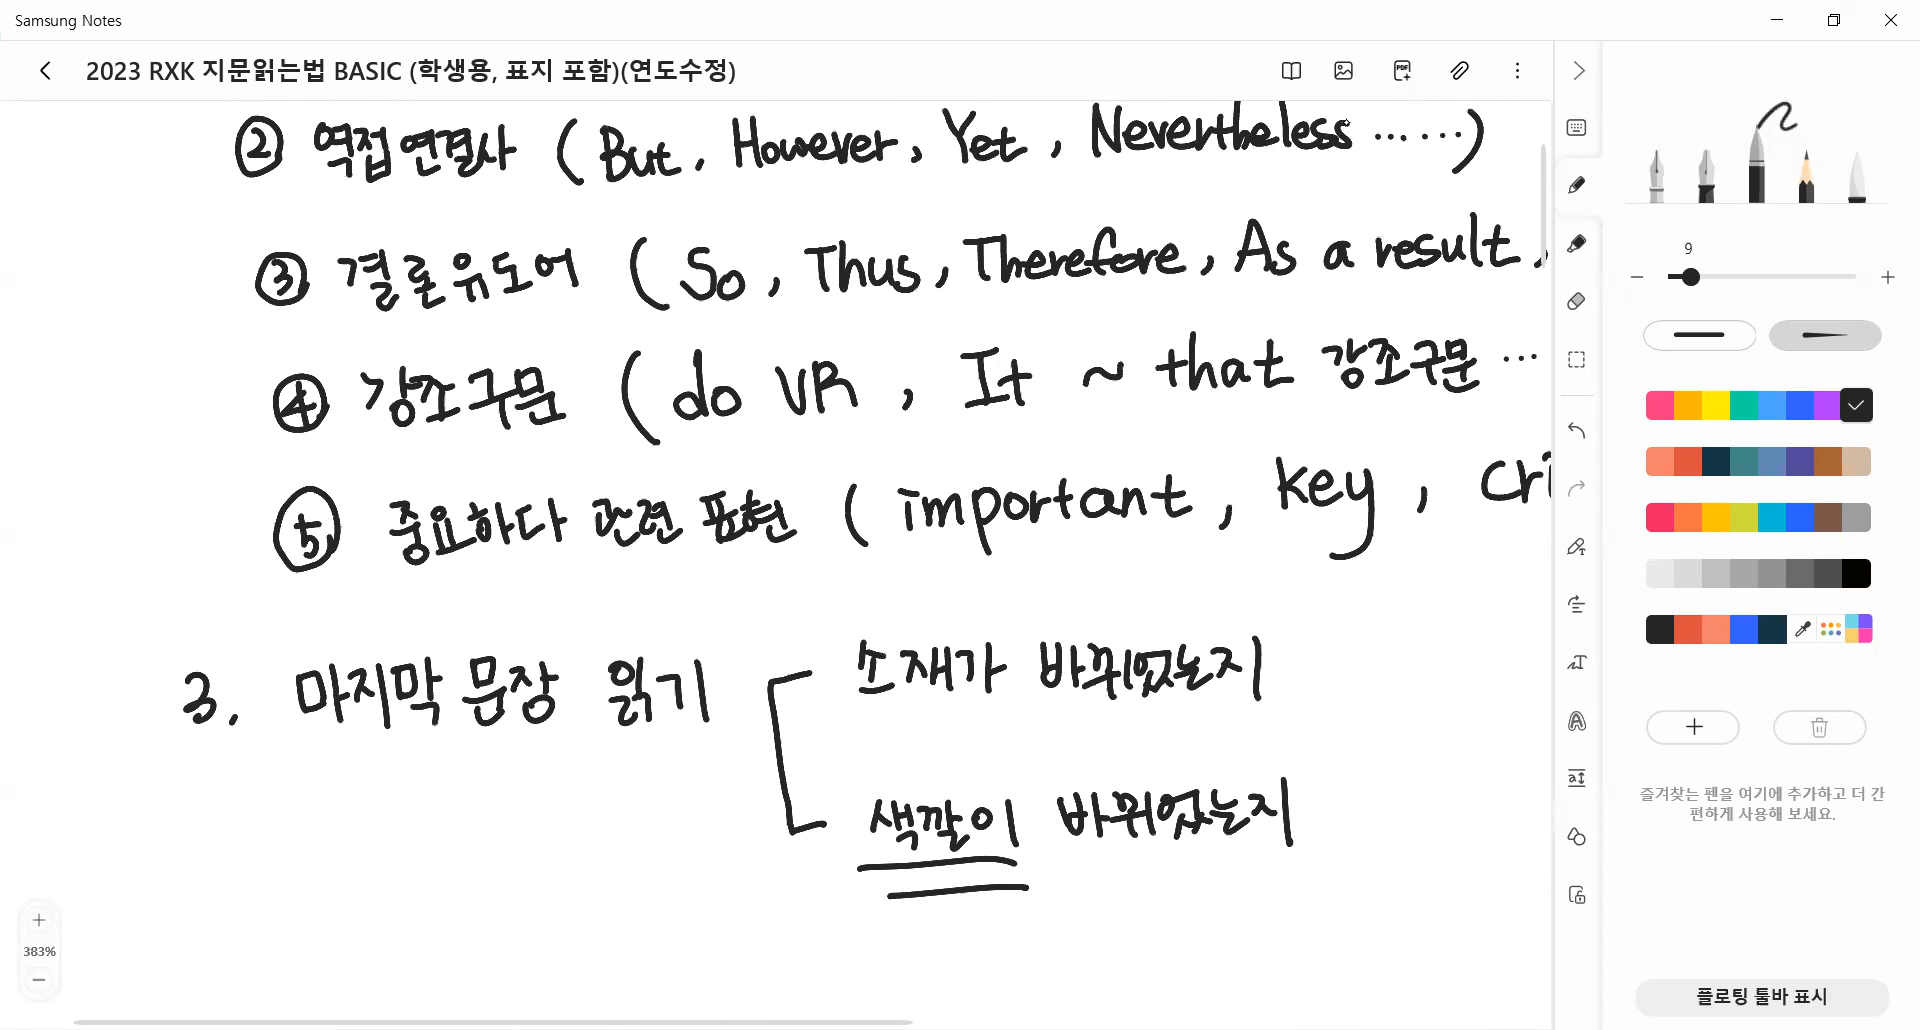 Samsung Notes
2023 RXK 지문읽는법 BASIC (학생용, 표지 포함)(연도수정)
② 역접연결사 (But, However, Yet, Nevertheless ……)
③ 결론유도어 (So, Thus, Therefore, As a result,
④ 강조구문 (do VR, It ~ that 강조구문 …
⑤ 중요하다 관련 표현 (important, key, cri
3. 마지막 문장 읽기
소재가 바뀌었는지
색깔이 바뀌었는지
383%
9
즐겨찾는 펜을 여기에 추가하고 더 간
편하게 사용해 보세요.
플로팅 툴바 표시